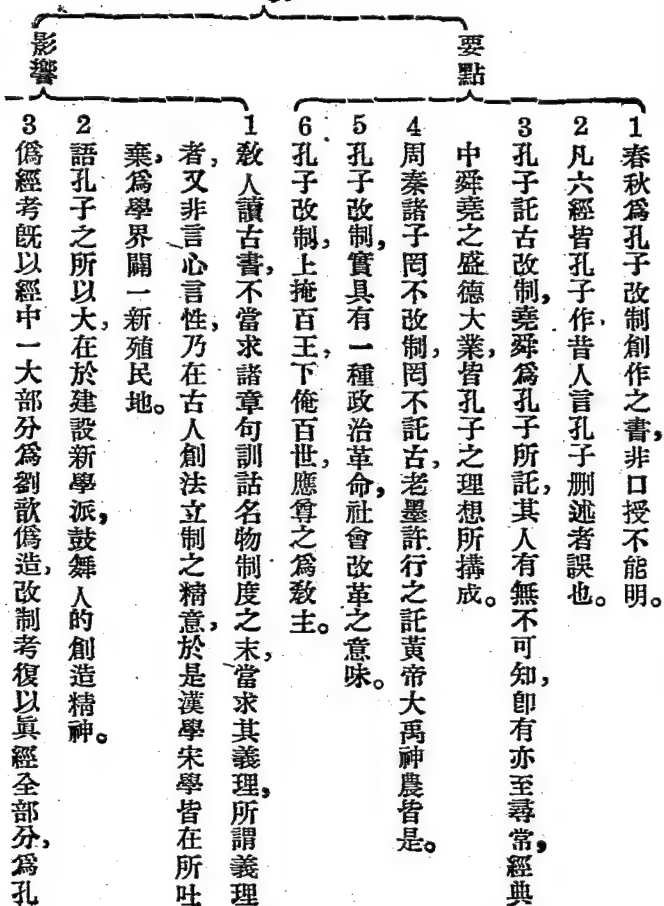 要點
1春秋爲孔子改制創作之書，非口授不能明。
2凡六經皆孔子作，昔人言孔子刪述者誤也。
3孔子託古改制，堯舜爲孔子所託，其人有無不可知，卽有亦至尋常，經典
中舜堯之盛德大業，皆孔子之理想所搆成。
4周秦諸子罔不改制，罔不託古，老墨許行之託黃帝大禹神農皆是。
5孔子改制，實具有一種政治革命，社會改革之意味。
6孔子改制，上掩百王，下俺百世，應尊之爲敎主。
影響
1敎人讀古書，不當求諸章句訓詁名物制度之末，當求其義理，所謂義理
者，又非言心言性，乃在古人創法立制之精意，於是漢學宋學皆在所吐
棄，爲學界闢一新殖民地。
2語孔子之所以大，在於建設新學派，鼓舞人的創造精神。
3僞經考旣以經中一大部分爲劉歆僞造，改制考復以眞經全部分，爲孔